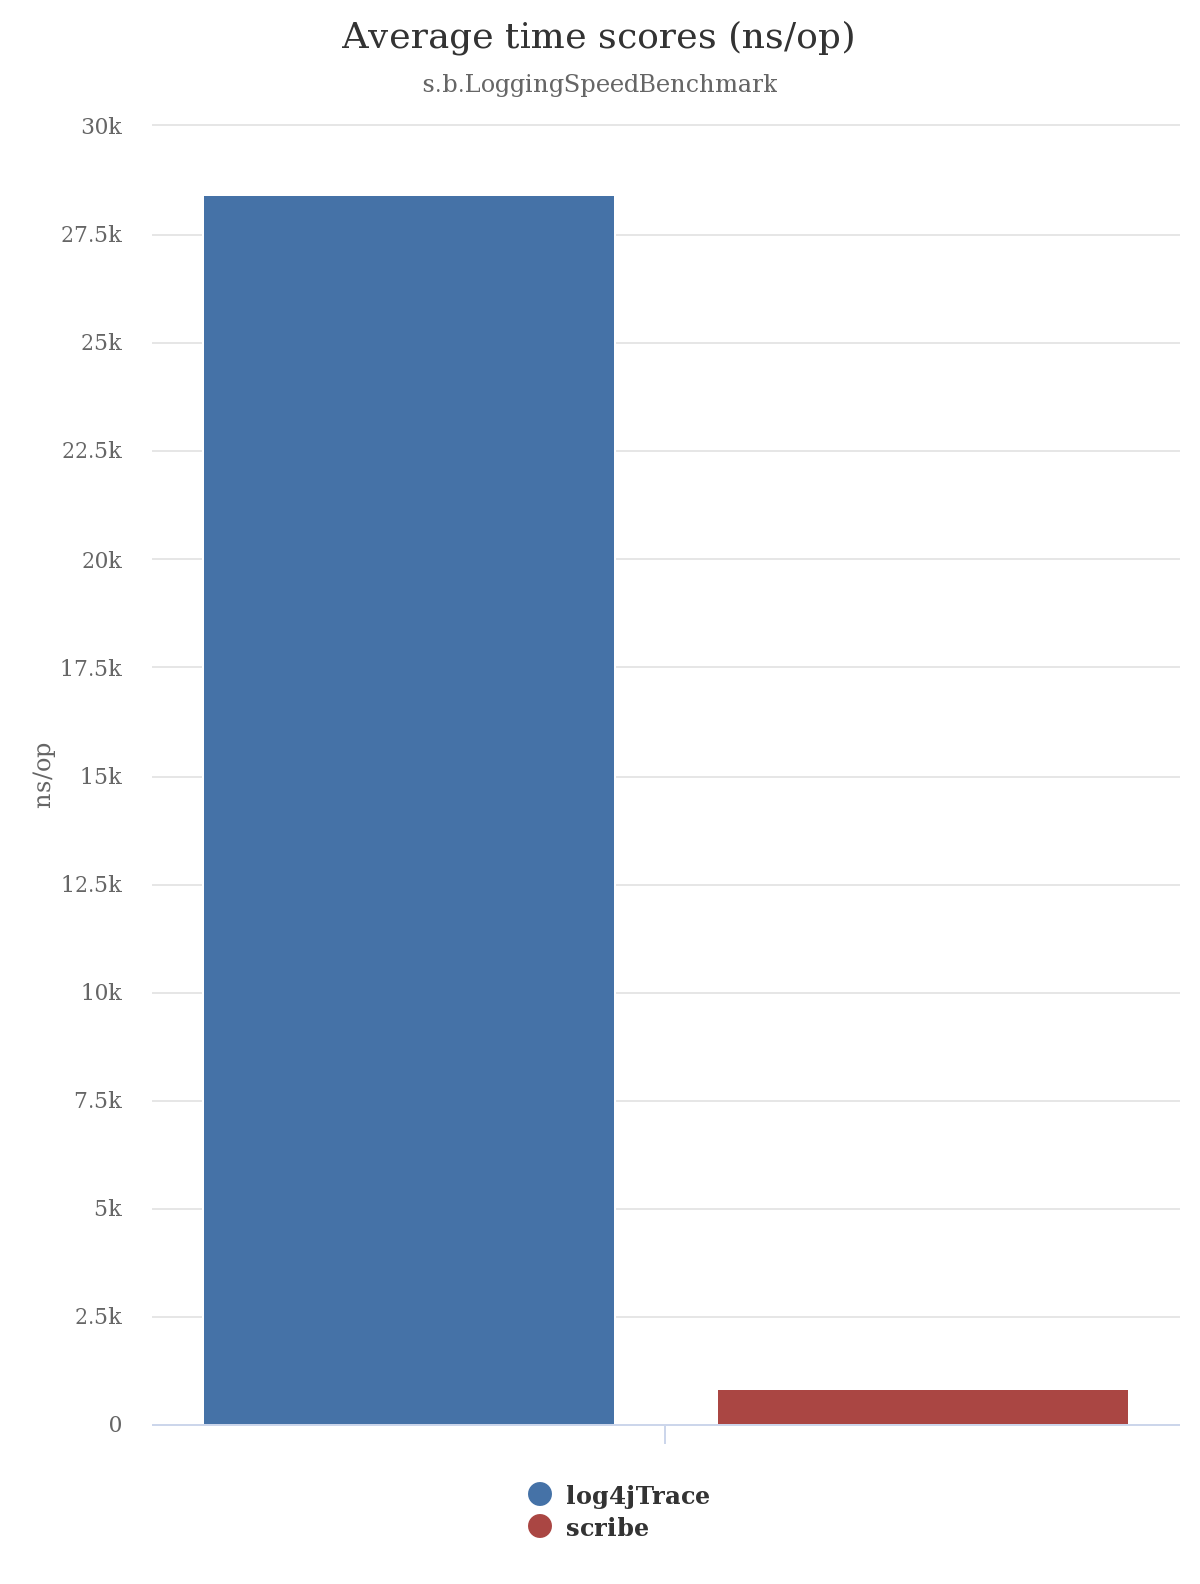 Average time scores (ns/op)
s.b.LoggingSpeedBenchmark
30k
27.5k
25k
22.5k
20k
17.5k
15k
12.5k
10k
7.5k
5k
2.5k
0
ns/op
log4jTrace
scribe